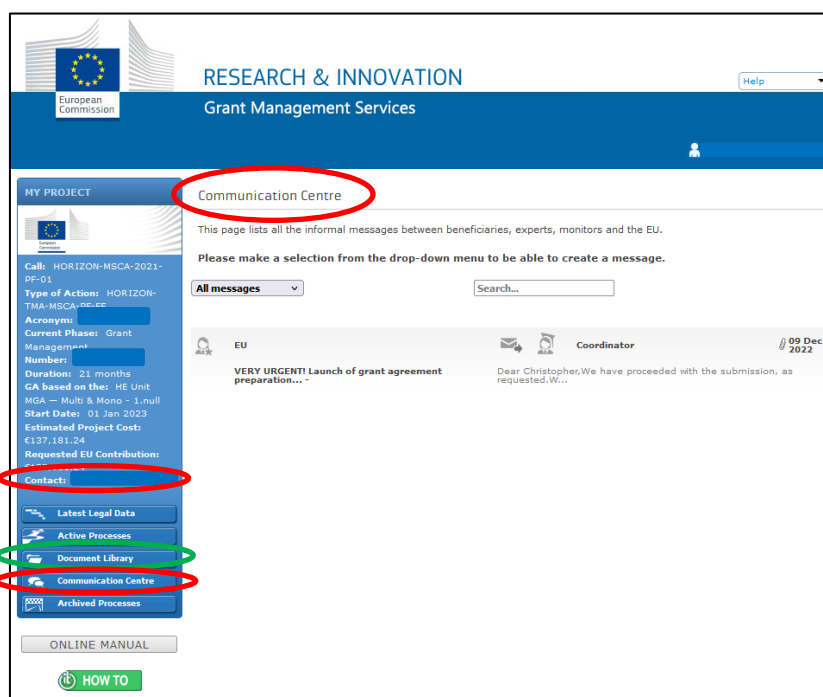 European
Commission
RESEARCH & INNOVATION
Grant Management Services
Help
MY PROJECT
European
Commission
Call: HORIZON-MSCA-2021-
PF-01
Type of Action: HORIZON-
TMA-MSCA-PF-EF
Acronym:
Current Phase: Grant
Management
Number:
Duration: 21 months
GA based on the: HE Unit
MGA — Multi & Mono - 1.null
Start Date: 01 Jan 2023
Estimated Project Cost:
€137,181.24
Requested EU Contribution:
Contact:
Latest Legal Data
Active Processes
Document Library
Communication Centre
Archived Processes
ONLINE MANUAL
it HOW TO
Communication Centre
This page lists all the informal messages between beneficiaries, experts, monitors and the EU.
Please make a selection from the drop-down menu to be able to create a message.
All messages
Search...
EU
Coordinator
09 Dec
2022
VERY URGENT! Launch of grant agreement
preparation... -
Dear Christopher,We have proceeded with the submission, as
requested.W...